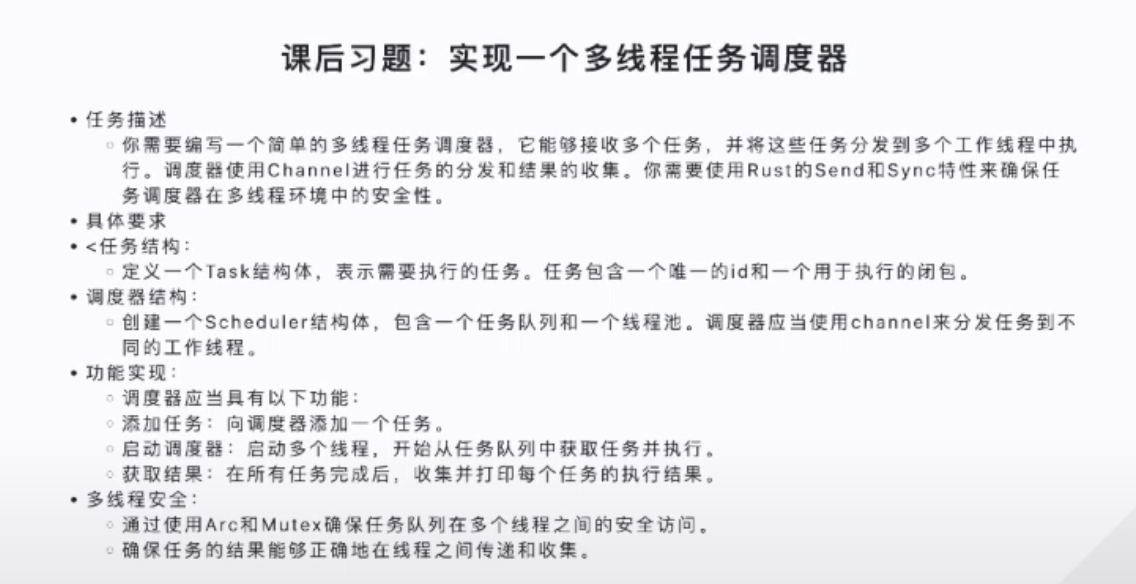 课后习题：实现一个多线程任务调度器
• 任务描述
◦ 你需要编写一个简单的多线程任务调度器，它能够接收多个任务，并将这些任务分发到多个工作线程中执
行。调度器使用Channel进行任务的分发和结果的收集。你需要使用Rust的Send和Sync特性来确保任
务调度器在多线程环境中的安全性。
• 具体要求
• <任务结构：
◦ 定义一个Task结构体，表示需要执行的任务。任务包含一个唯一的id和一个用于执行的闭包。
• 调度器结构：
◦ 创建一个Scheduler结构体，包含一个任务队列和一个线程池。调度器应当使用channel来分发任务到不
同的工作线程。
• 功能实现：
◦ 调度器应当具有以下功能：
◦ 添加任务：向调度器添加一个任务。
◦ 启动调度器：启动多个线程，开始从任务队列中获取任务并执行。
◦ 获取结果：在所有任务完成后，收集并打印每个任务的执行结果。
• 多线程安全：
◦ 通过使用Arc和Mutex确保任务队列在多个线程之间的安全访问。
◦ 确保任务的结果能够正确地在线程之间传递和收集。